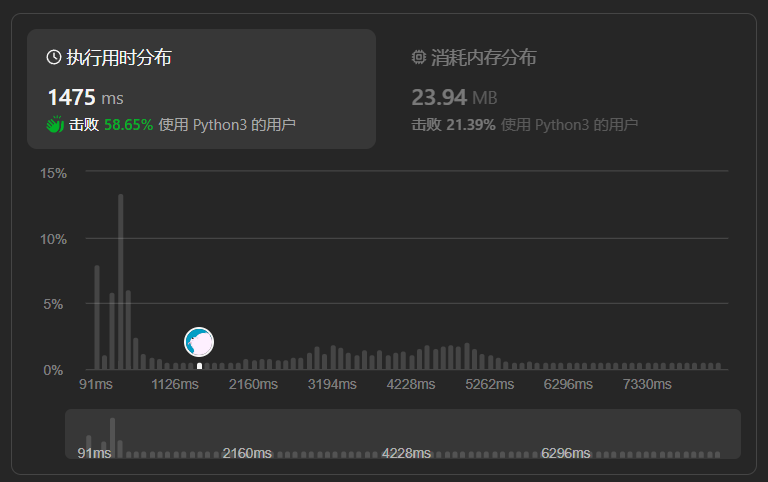 执行用时分布
1475 ms
击败 58.65% 使用 Python3 的用户
消耗内存分布
23.94 MB
击败 21.39% 使用 Python3 的用户
15%
10%
5%
0%
91ms 1126ms 2160ms 3194ms 4228ms 5262ms 6296ms 7330ms
91ms 2160ms 4228ms 6296ms